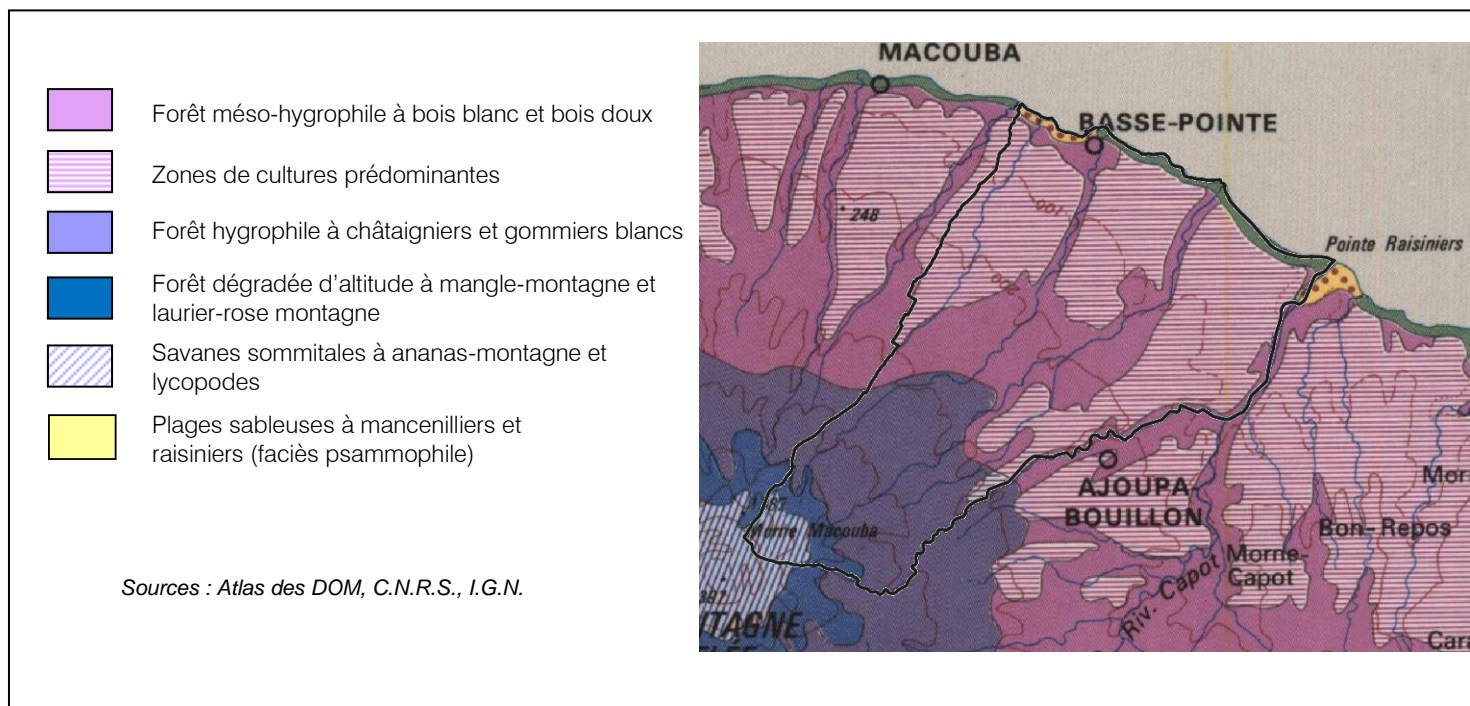 Forêt méso-hygrophile à bois blanc et bois doux
Zones de cultures prédominantes
Forêt hygrophile à châtaigniers et gommiers blancs
Forêt dégradée d'altitude à mangle-montagne et
laurier-rose montagne
Savanes sommitales à ananas-montagne et
lycopodes
Plages sableuses à mancenilliers et
raisiniers (faciès psammophile)
Sources : Atlas des DOM, C.N.R.S., I.G.N.
MACOUBA
BASSE-POINTE
248
100
Pointe Raisiniers
AJOUPA-
BOUILLON
Morne Macouba
Bon-Repos
Morne-
Capot
Riv. Capot
Mor
Cara